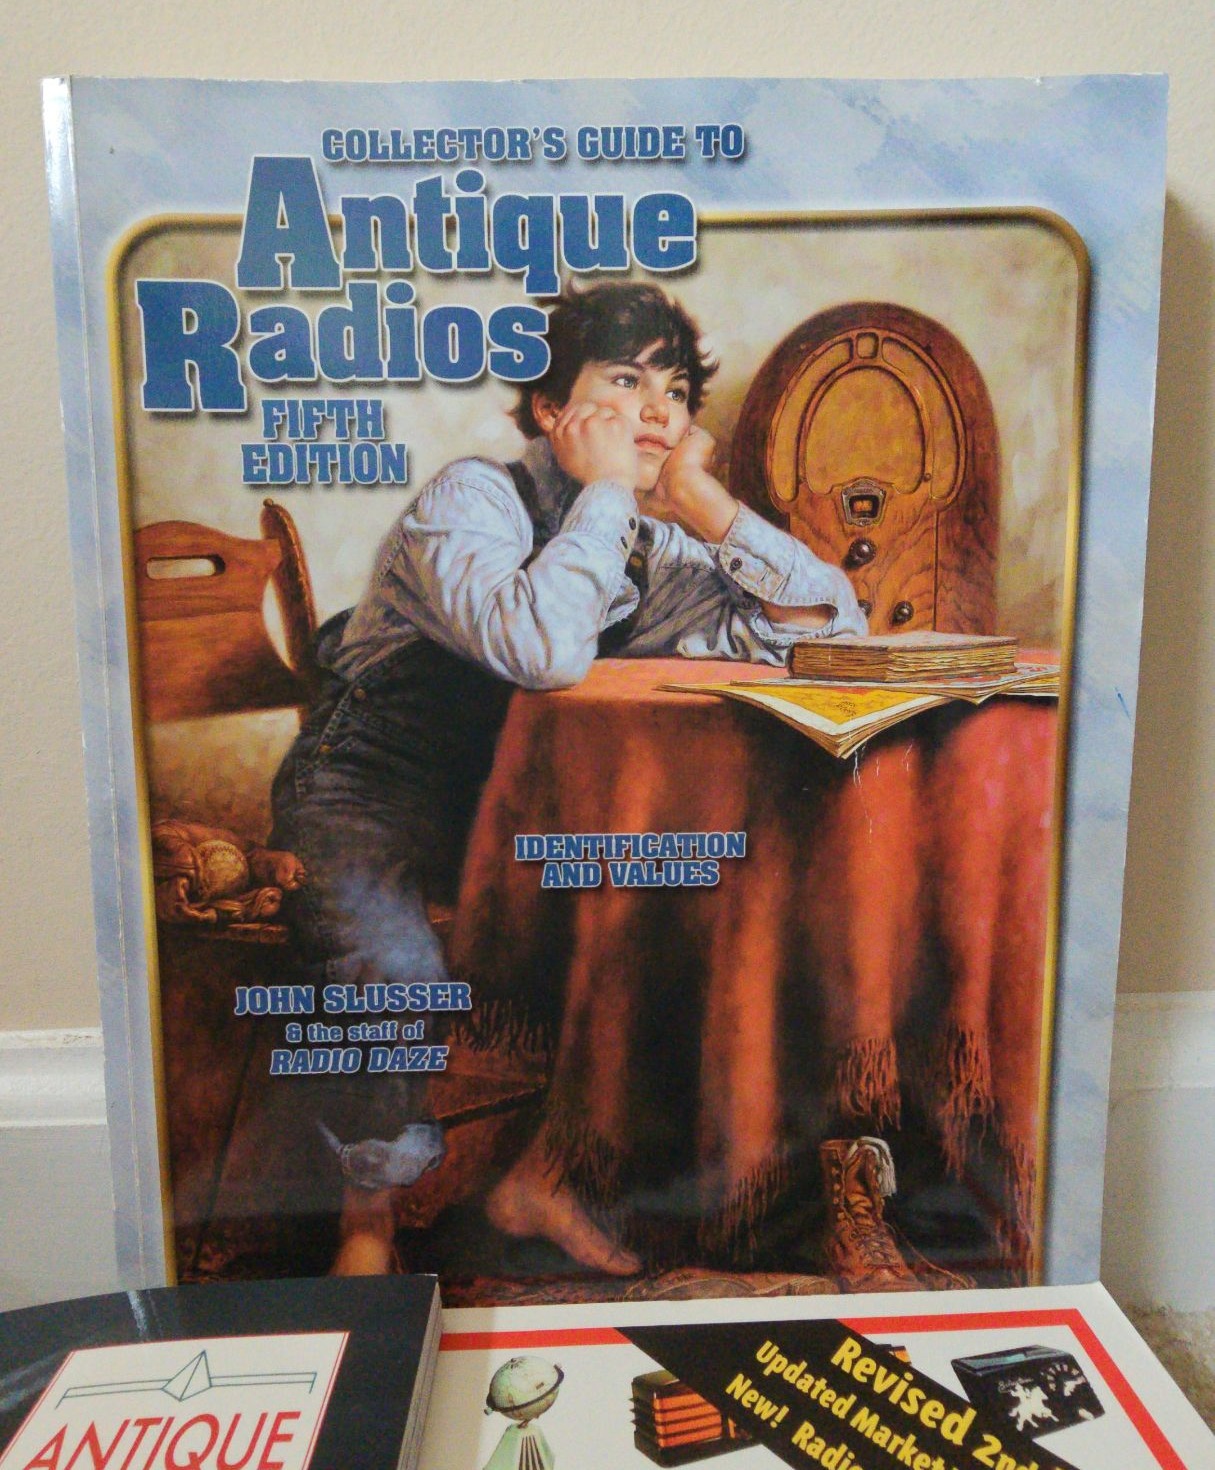 COLLECTOR'S GUIDE TO
Antique
Radios
FIFTH
EDITION
IDENTIFICATION
AND VALUES
JOHN SLUSSER
& the staff of
RADIO DAZE
ANTIQUE
Revised
Updated
New!